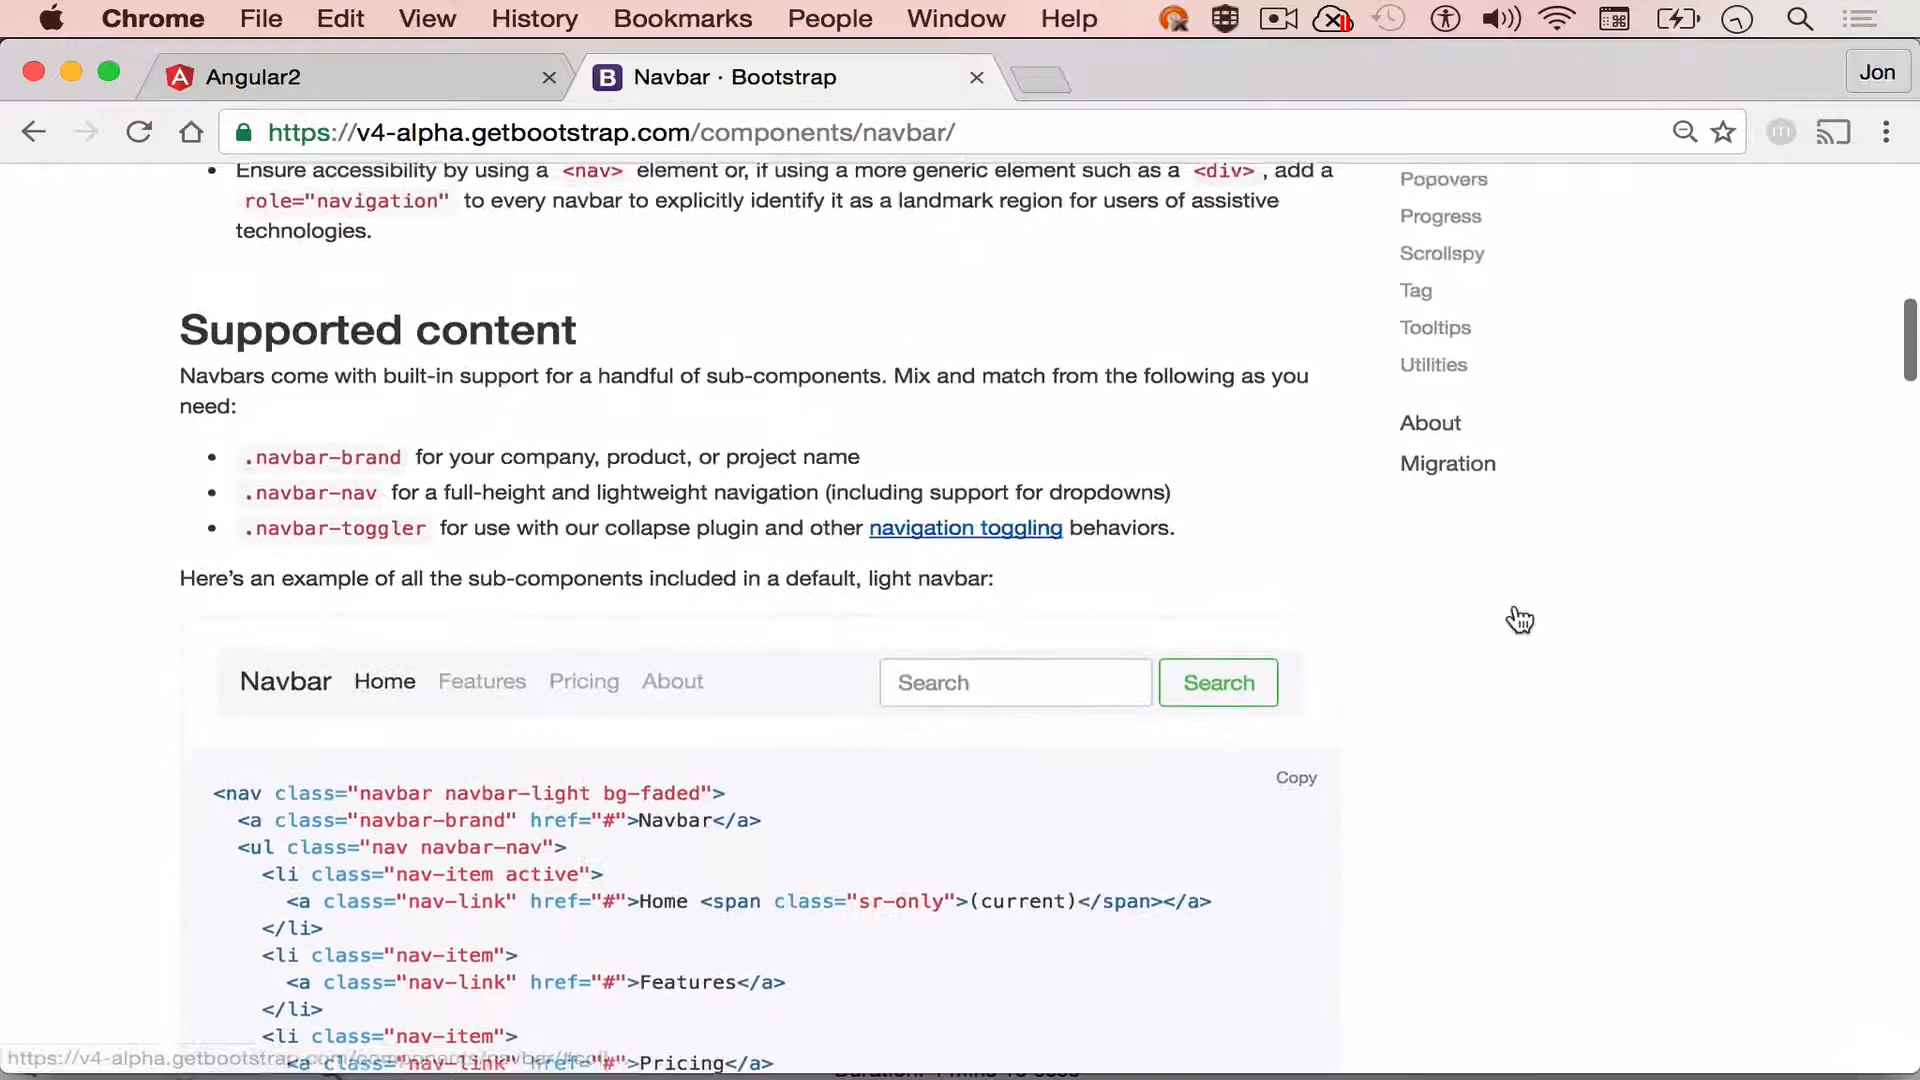 Chrome File Edit View History Bookmarks People Window Help
Angular2
Navbar · Bootstrap
Jon
https://v4-alpha.getbootstrap.com/components/navbar/
• Ensure accessibility by using a <nav> element or, if using a more generic element such as a <div> , add a
role="navigation" to every navbar to explicitly identify it as a landmark region for users of assistive
technologies.
Supported content
Navbars come with built-in support for a handful of sub-components. Mix and match from the following as you
need:
• .navbar-brand for your company, product, or project name
• .navbar-nav for a full-height and lightweight navigation (including support for dropdowns)
• .navbar-toggler for use with our collapse plugin and other navigation toggling behaviors.
Here’s an example of all the sub-components included in a default, light navbar:
Navbar Home Features Pricing About Search Search
Copy
<nav class="navbar navbar-light bg-faded">
<a class="navbar-brand" href="#">Navbar</a>
<ul class="nav navbar-nav">
<li class="nav-item active">
<a class="nav-link" href="#">Home <span class="sr-only">(current)</span></a>
</li>
<li class="nav-item">
<a class="nav-link" href="#">Features</a>
</li>
<li class="nav-item">
<a class="nav-link" href="#">Pricing</a>
Popovers
Progress
Scrollspy
Tag
Tooltips
Utilities
About
Migration